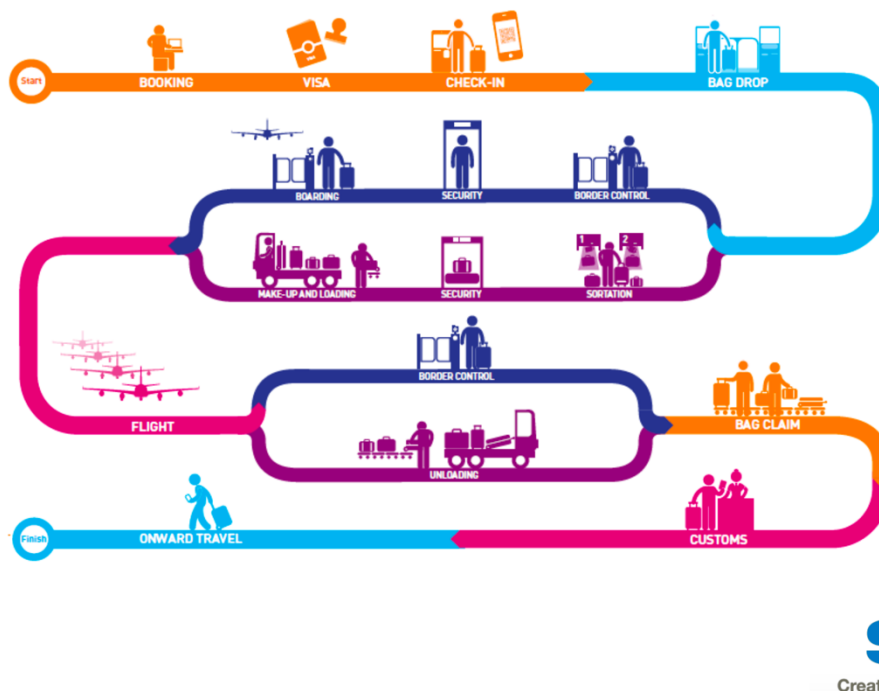 Start
BOOKING
VISA
CHECK-IN
BAG DROP
BOARDING
SECURITY
BORDER CONTROL
MAKE-UP AND LOADING
SECURITY
1
2
SORTATION
BORDER CONTROL
FLIGHT
BAG CLAIM
UNLOADING
Finish
ONWARD TRAVEL
CUSTOMS
S
Creat